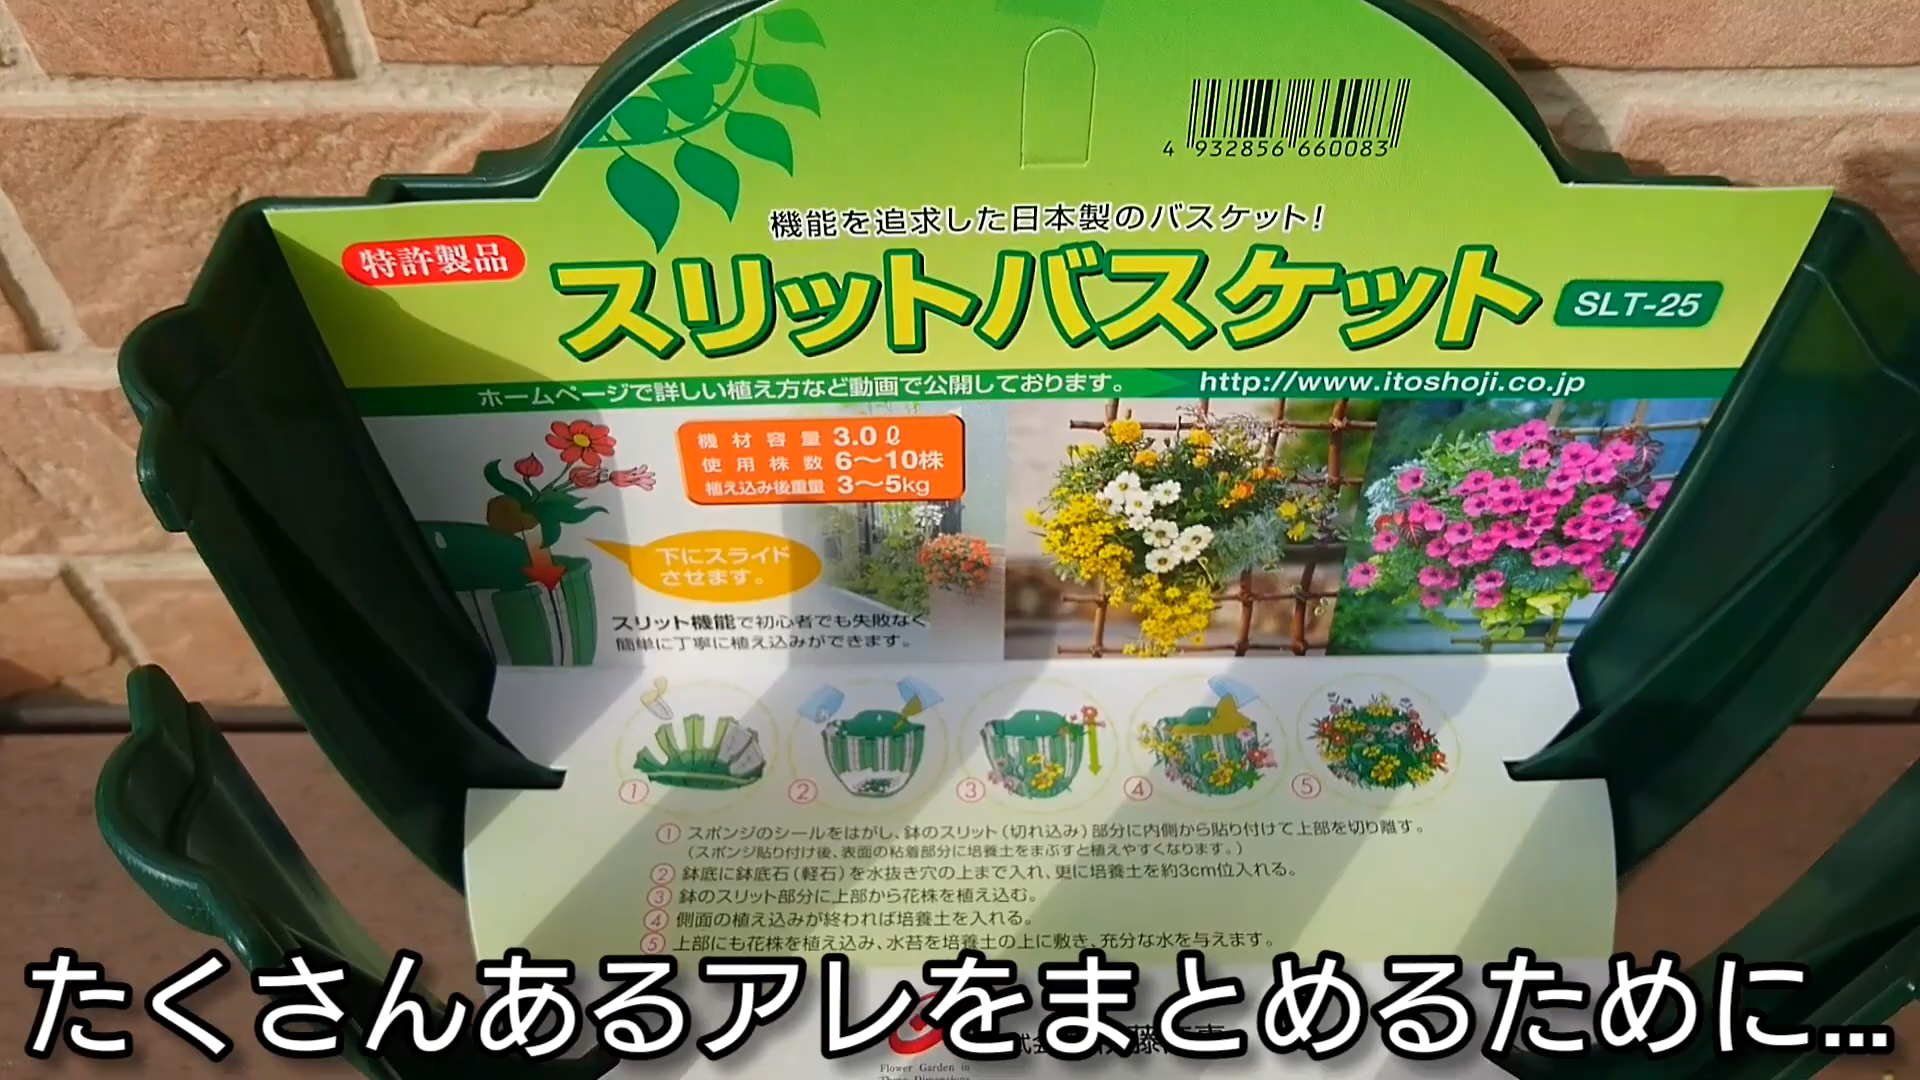 4 932856 660083
機能を追求した日本製のバスケット!
特許製品
スリットバスケット
SLT-25
ホームページで詳しい植え方など動画で公開しております。
http://www.itoshoji.co.jp
機材容量 3.0ℓ
使用株数 6〜10株
植え込み後重量 3〜5kg
下にスライド
させます。
スリット機能で初心者でも失敗なく
簡単に丁寧に植え込みができます。
① ② ③ ④ ⑤
① スポンジのシールをはがし、鉢のスリット(切れ込み)部分に内側から貼り付けて上部を切り離す。
(スポンジ貼り付け後、表面の粘着部分に培養土をまぶすと植えやすくなります。)
② 鉢底に鉢底石(軽石)を水抜き穴の上まで入れ、更に培養土を約3cm位入れる。
③ 鉢のスリット部分に上部から花株を植え込む。
④ 側面の植え込みが終われば培養土を入れる。
⑤ 上部にも花株を植え込み、水苔を培養土の上に敷き、充分な水を与えます。
たくさんあるアレをまとめるために...
Flower Garden in